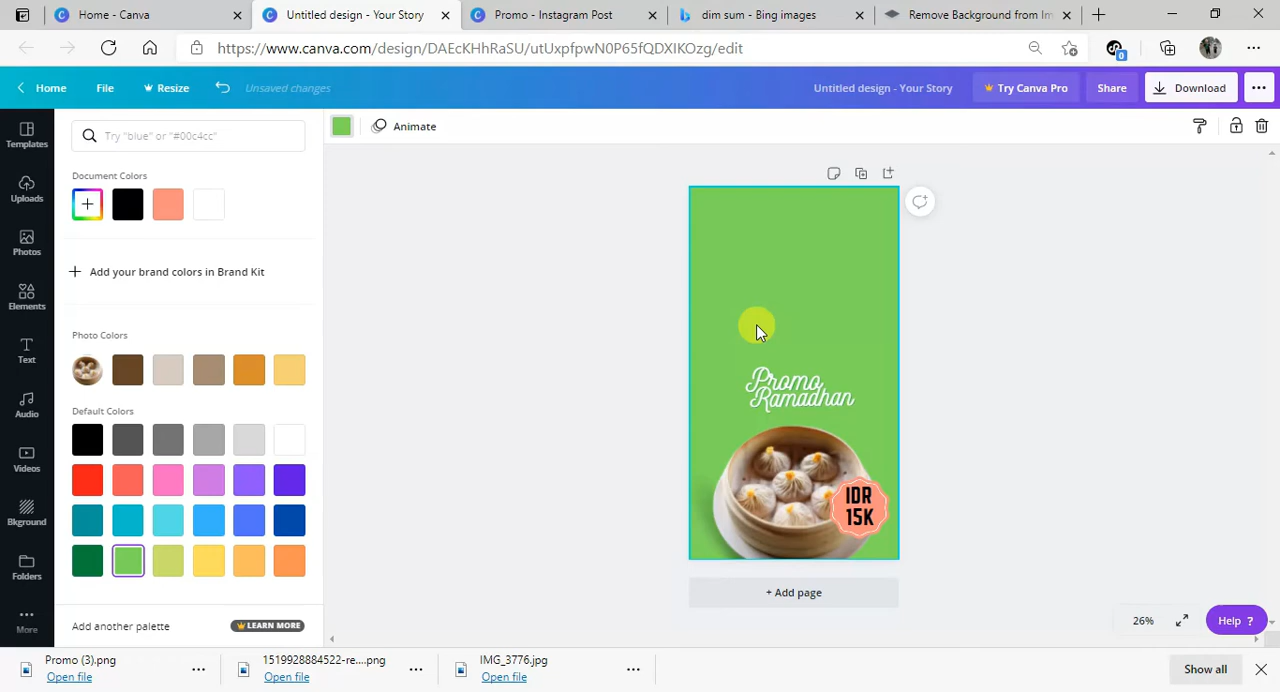 Home - Canva
Untitled design - Your Story
Promo - Instagram Post
dim sum - Bing images
Remove Background from Im
https://www.canva.com/design/DAEcKHhRaSU/utUxpfpwN0P65fQDXIKOzg/edit
0
Home
File
Resize
Unsaved changes
Untitled design - Your Story
Try Canva Pro
Share
Download
Templates
Uploads
Photos
Elements
Text
Audio
Videos
Bkground
Folders
More
Try "blue" or "#00c4cc"
Document Colors
Add your brand colors in Brand Kit
Photo Colors
Default Colors
Add another palette
LEARN MORE
Animate
Promo
Ramadhan
IDR
15K
+ Add page
26%
Help ?
Promo (3).png
Open file
1519928884522-re....png
Open file
IMG_3776.jpg
Open file
Show all